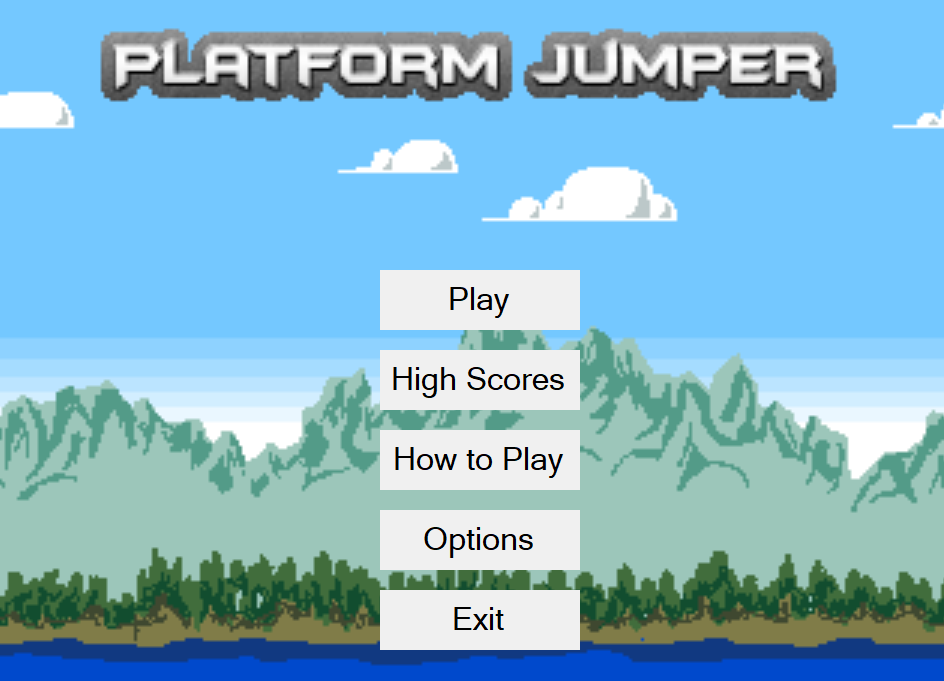 PLATFORM JUMPER
Play
High Scores
How to Play
Options
Exit